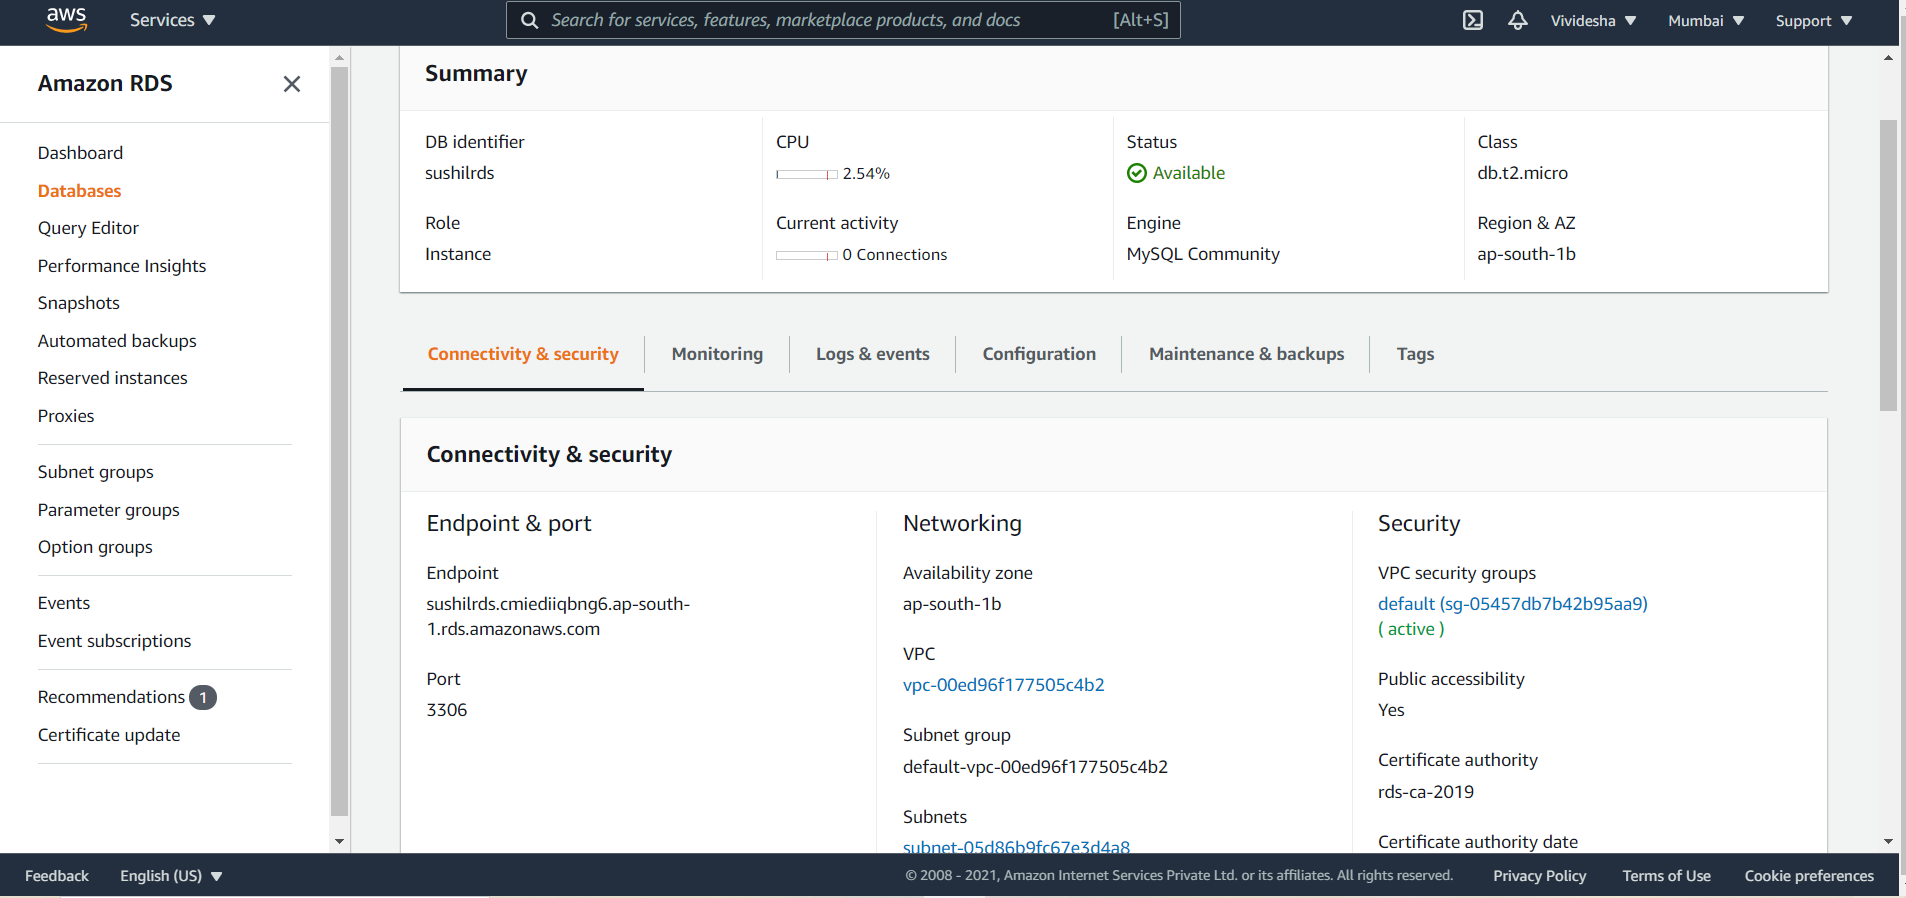 aws
Services
Search for services, features, marketplace products, and docs [Alt+S]
Vividesha
Mumbai
Support
Amazon RDS
Dashboard
Databases
Query Editor
Performance Insights
Snapshots
Automated backups
Reserved instances
Proxies
Subnet groups
Parameter groups
Option groups
Events
Event subscriptions
Recommendations 1
Certificate update
Summary
DB identifier
sushilrds
CPU
2.54%
Status
Available
Class
db.t2.micro
Role
Instance
Current activity
0 Connections
Engine
MySQL Community
Region & AZ
ap-south-1b
Connectivity & security
Monitoring
Logs & events
Configuration
Maintenance & backups
Tags
Connectivity & security
Endpoint & port
Endpoint
sushilrds.cmiediiqbng6.ap-south-
1.rds.amazonaws.com
Port
3306
Networking
Availability zone
ap-south-1b
VPC
vpc-00ed96f177505c4b2
Subnet group
default-vpc-00ed96f177505c4b2
Subnets
subnet-05d86b9fc67e3d4a8
Security
VPC security groups
default (sg-05457db7b42b95aa9)
( active )
Public accessibility
Yes
Certificate authority
rds-ca-2019
Certificate authority date
Feedback
English (US)
© 2008 - 2021, Amazon Internet Services Private Ltd. or its affiliates. All rights reserved.
Privacy Policy
Terms of Use
Cookie preferences